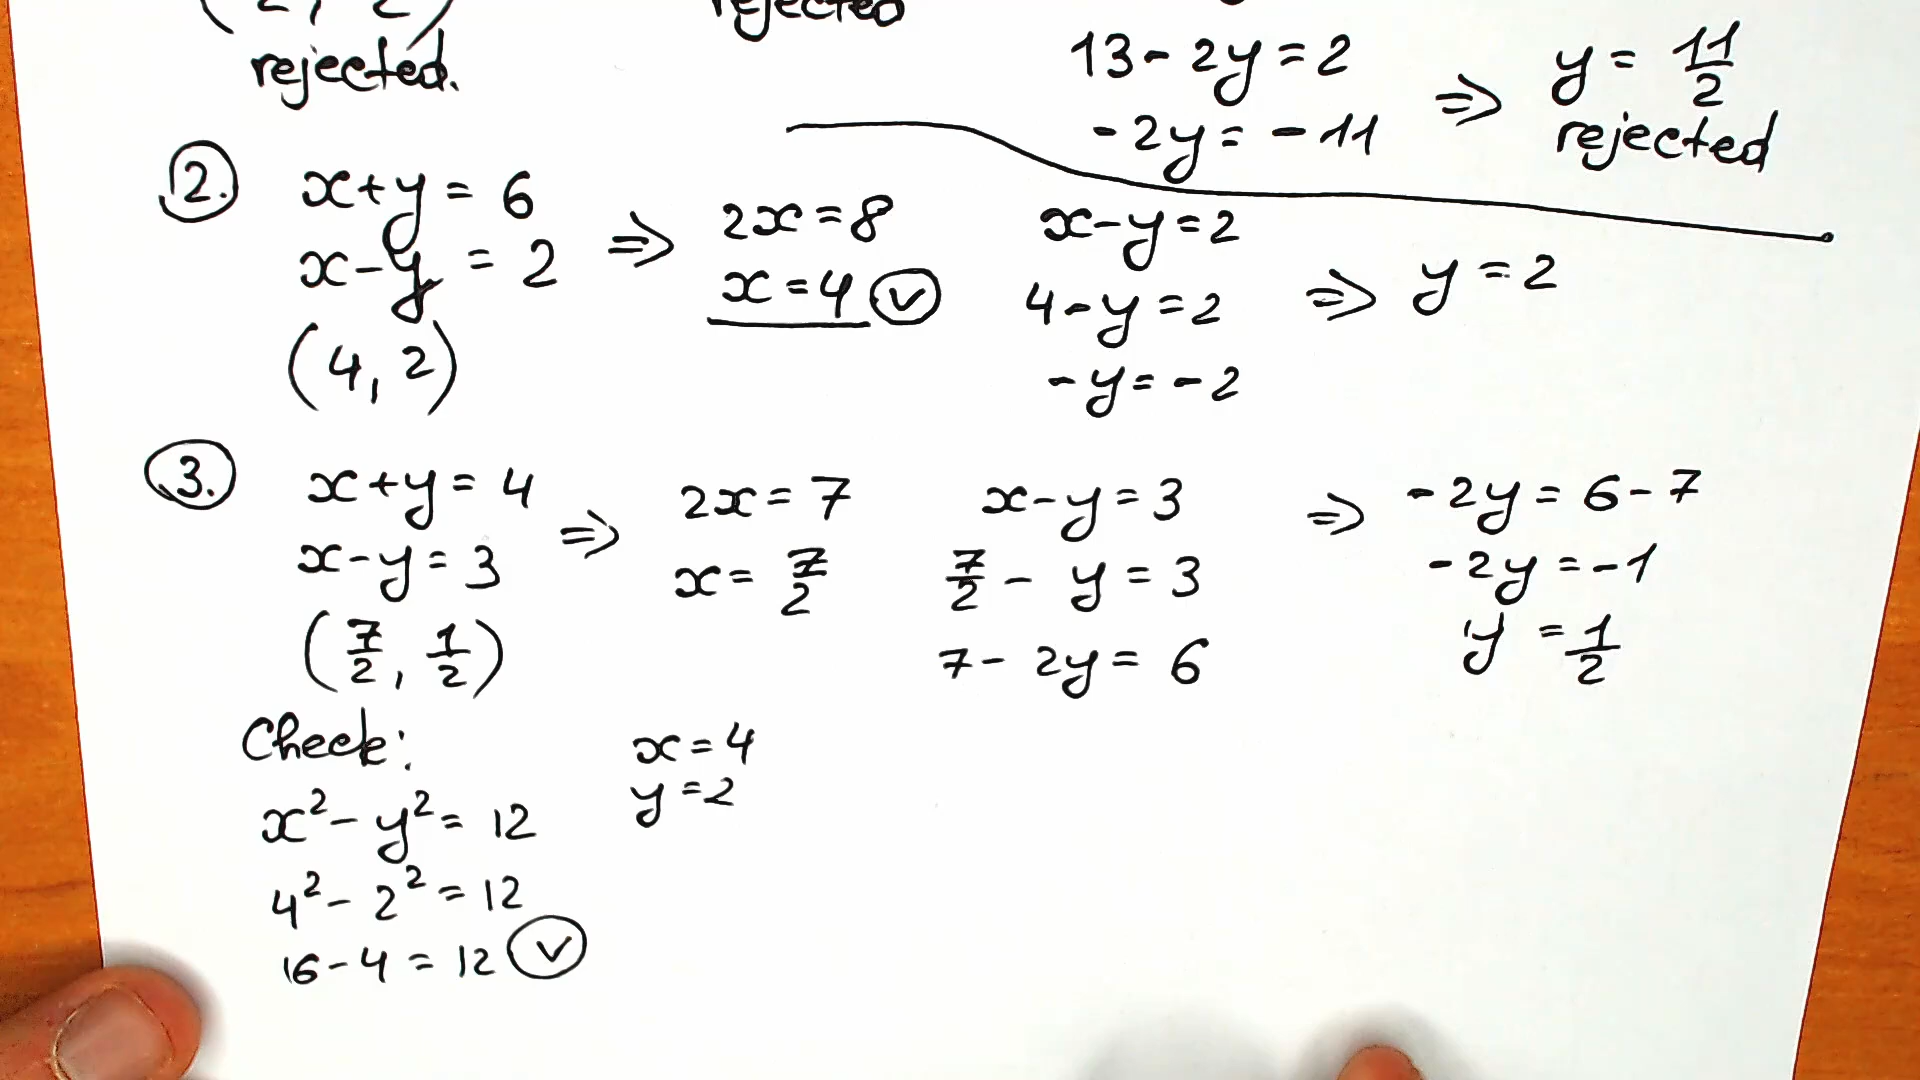 rejected
rejected.
13 - 2y = 2
-2y = -11
⇒ y = 11/2
rejected
2.
x+y = 6
x-y = 2
(4, 2)
⇒ 2x = 8
x = 4 ✓
x-y = 2
4-y = 2
-y = -2
⇒ y = 2
3.
x+y = 4
x-y = 3
(7/2, 1/2)
⇒ 2x = 7
x = 7/2
x-y = 3
7/2 - y = 3
7 - 2y = 6
⇒ -2y = 6-7
-2y = -1
y = 1/2
Check:
x² - y² = 12
4² - 2² = 12
16 - 4 = 12 ✓
x = 4
y = 2